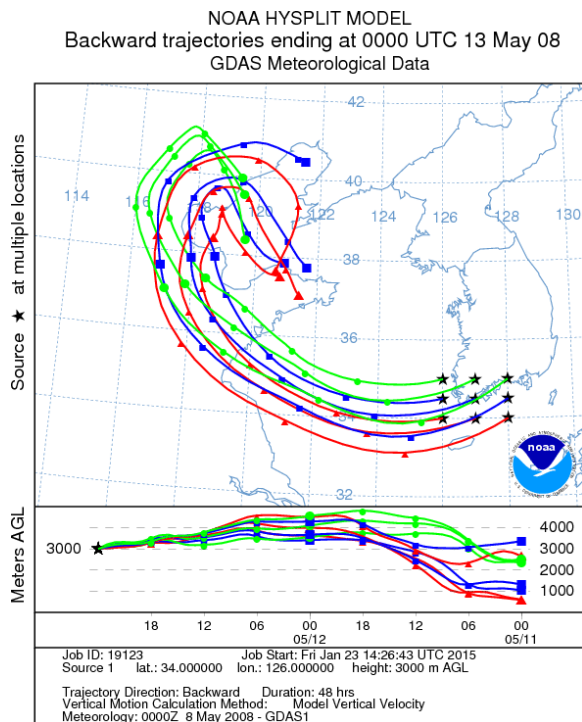 NOAA HYSPLIT MODEL
Backward trajectories ending at 0000 UTC 13 May 08
GDAS Meteorological Data
Source ★ at multiple locations
42
114
116
118
120
122
124
126
128
130
40
38
36
34
32
noaa
Meters AGL
3000
4000
3000
2000
1000
18 12 06 00 18 12 06 00
05/12 05/11
Job ID: 19123 Job Start: Fri Jan 23 14:26:43 UTC 2015
Source 1 lat.: 34.000000 lon.: 126.000000 height: 3000 m AGL
Trajectory Direction: Backward Duration: 48 hrs
Vertical Motion Calculation Method: Model Vertical Velocity
Meteorology: 0000Z 8 May 2008 - GDAS1